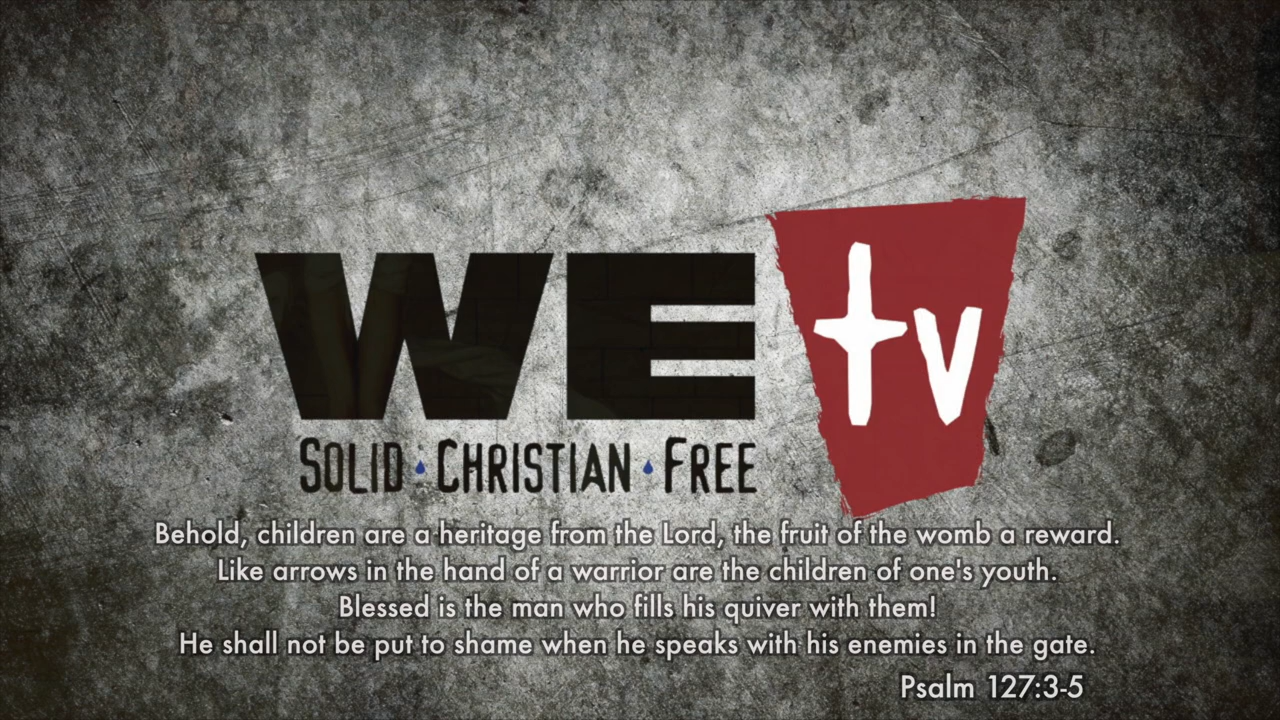 WE tv
SOLID CHRISTIAN FREE
Behold, children are a heritage from the Lord, the fruit of the womb a reward.
Like arrows in the hand of a warrior are the children of one's youth.
Blessed is the man who fills his quiver with them!
He shall not be put to shame when he speaks with his enemies in the gate.
Psalm 127:3-5